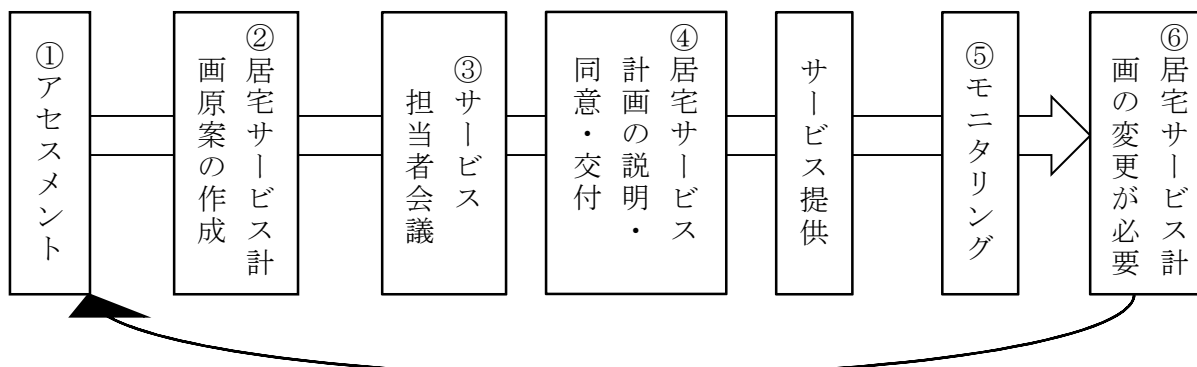 ①アセスメント
②居宅サービス計
画原案の作成
③サービス
担当者会議
④居宅サービス
計画の説明・
同意・交付
サービス提供
⑤モニタリング
⑥居宅サービス計
画の変更が必要